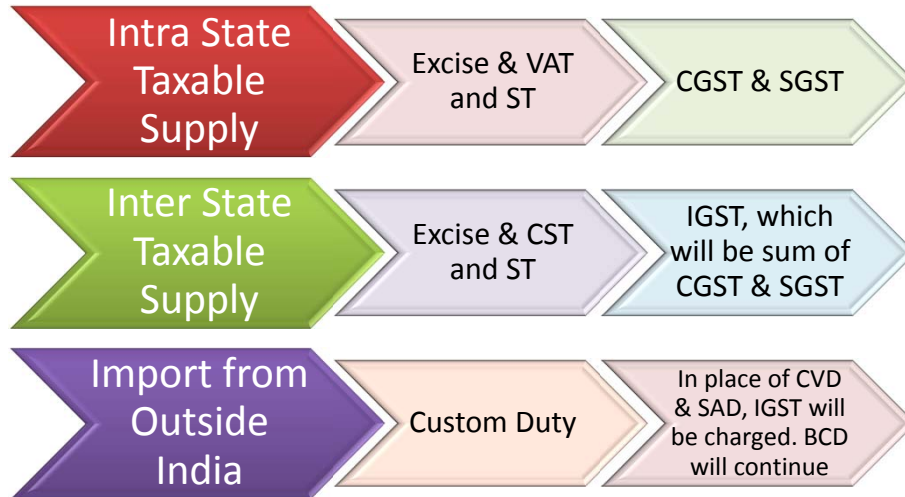 Intra State
Taxable
Supply
Excise & VAT
and ST
CGST & SGST
Inter State
Taxable
Supply
Excise & CST
and ST
IGST, which
will be sum of
CGST & SGST
Import from
Outside
India
Custom Duty
In place of CVD
& SAD, IGST will
be charged. BCD
will continue